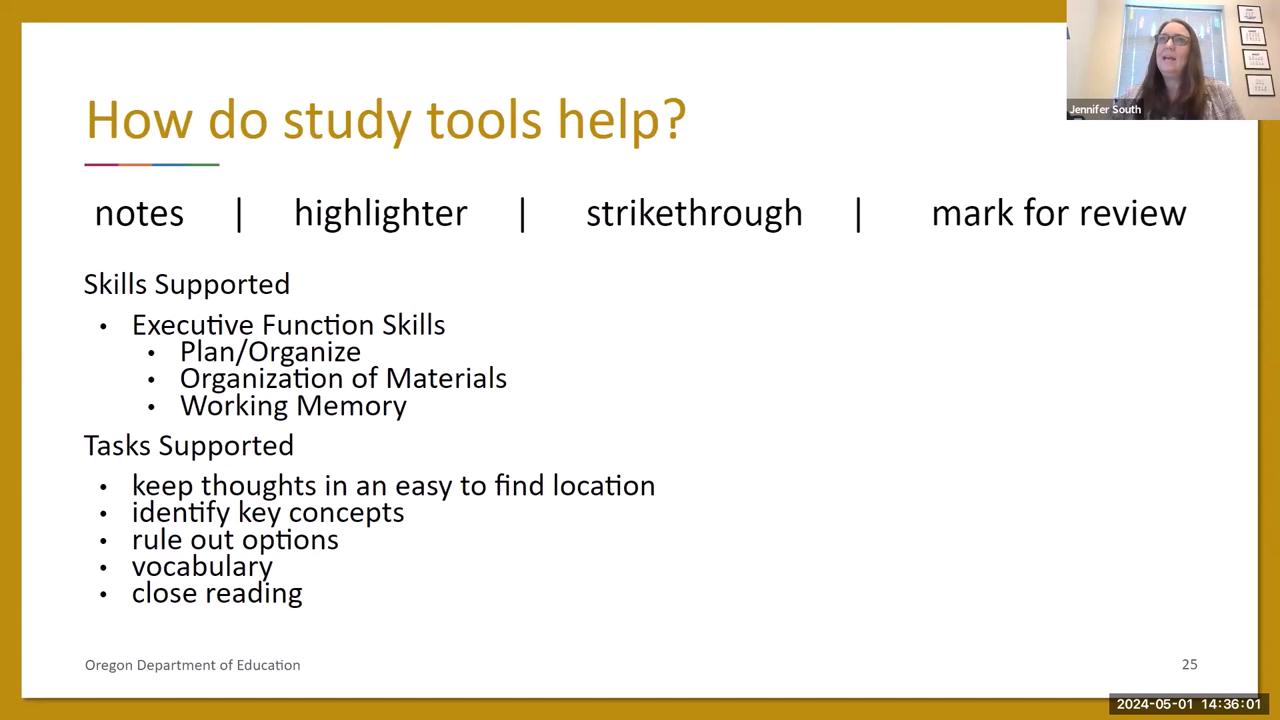 Jennifer South
How do study tools help?
notes | highlighter | strikethrough | mark for review
Skills Supported
• Executive Function Skills
• Plan/Organize
• Organization of Materials
• Working Memory
Tasks Supported
• keep thoughts in an easy to find location
• identify key concepts
• rule out options
• vocabulary
• close reading
Oregon Department of Education
25
2024-05-01 14:36:01